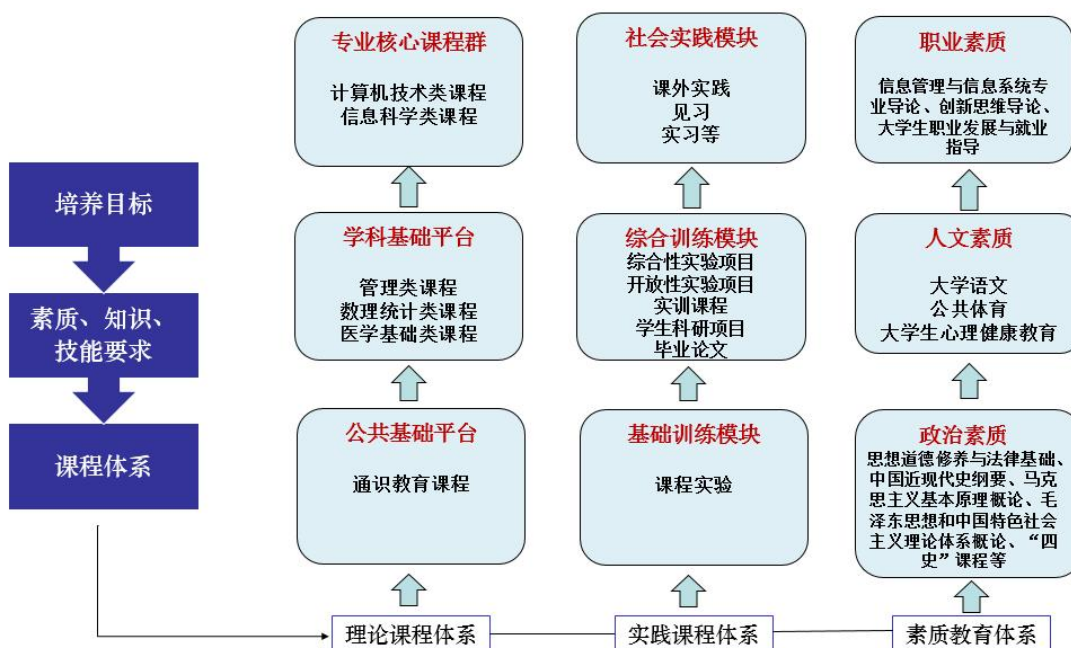 培养目标
素质、知识、
技能要求
课程体系
专业核心课程群
计算机技术类课程
信息科学类课程
学科基础平台
管理类课程
数理统计类课程
医学基础类课程
公共基础平台
通识教育课程
理论课程体系
社会实践模块
课外实践
见习
实习等
综合训练模块
综合性实验项目
开放性实验项目
实训课程
学生科研项目
毕业论文
基础训练模块
课程实验
实践课程体系
职业素质
信息管理与信息系统专
业导论、创新思维导论、
大学生职业发展与就业
指导
人文素质
大学语文
公共体育
大学生心理健康教育
政治素质
思想道德修养与法律基础、
中国近现代史纲要、马克
思主义基本原理概论、毛
泽东思想和中国特色社会
主义理论体系概论、“四
史”课程等
素质教育体系